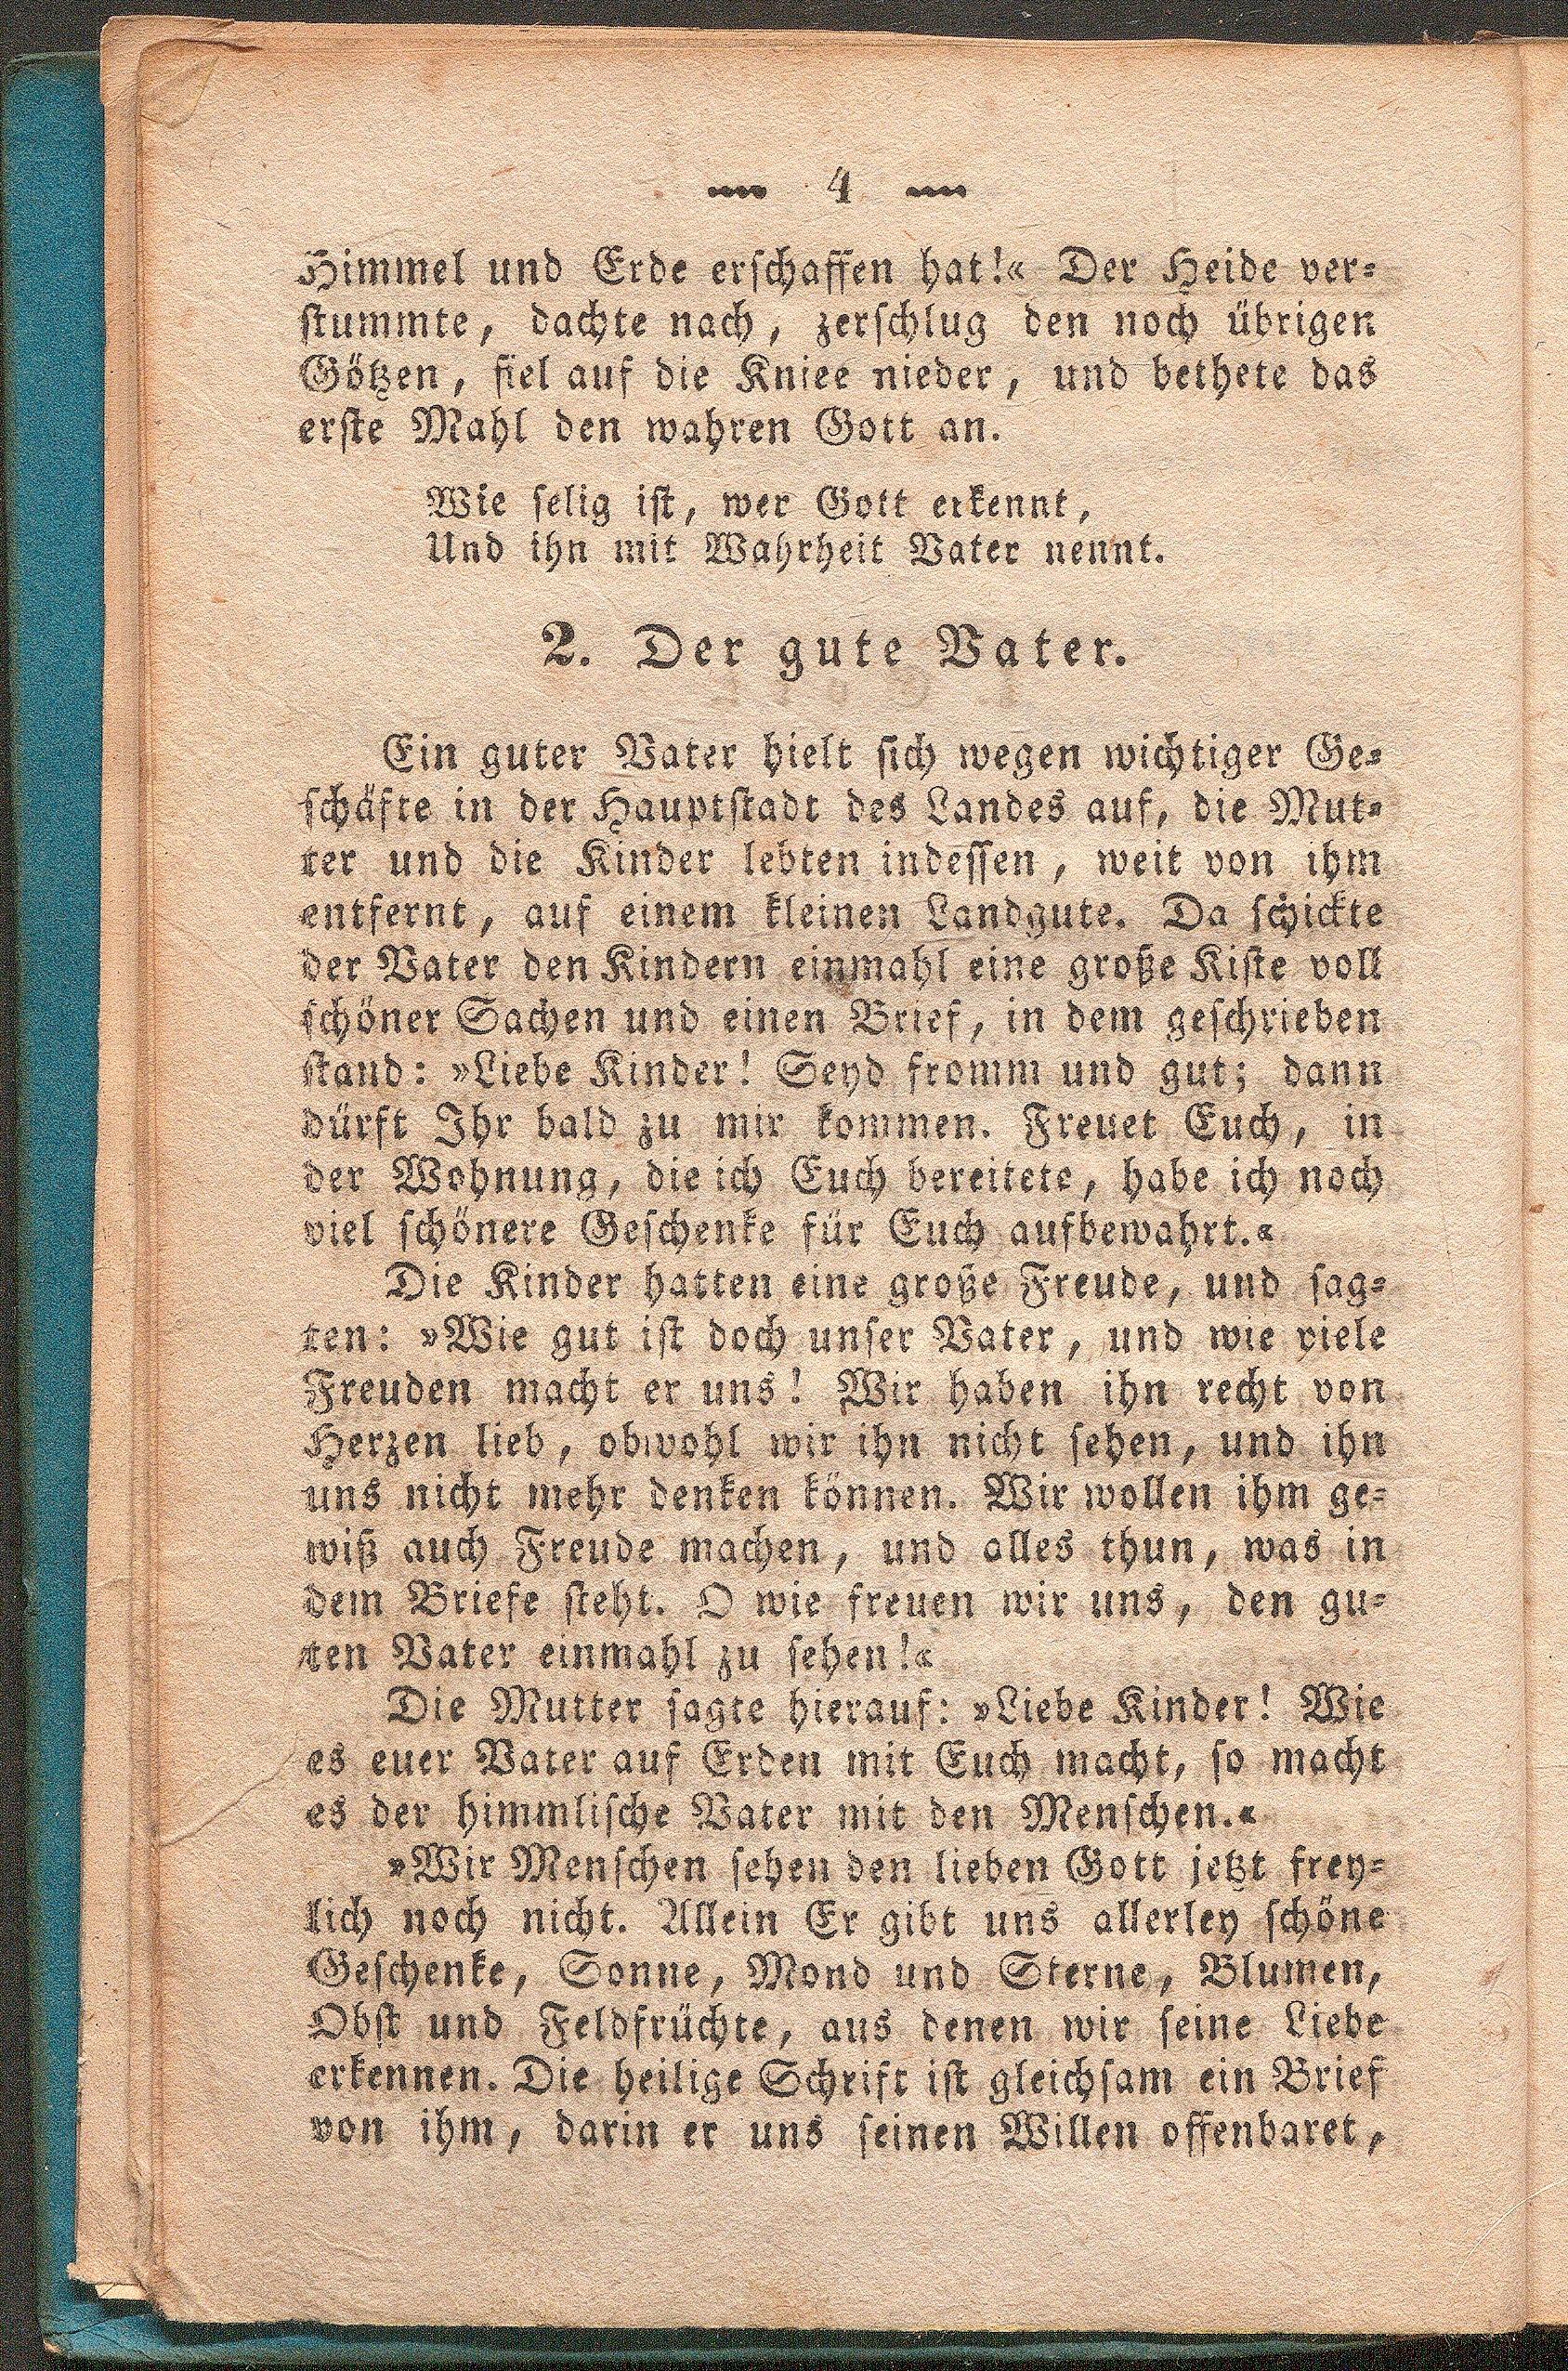 — 4 —
Himmel und Erde erschaffen hat!« Der Heide ver-
stummte, dachte nach, zerschlug den noch übrigen
Götzen, fiel auf die Kniee nieder, und bethete das
erste Mahl den wahren Gott an.
Wie selig ist, wer Gott erkennt,
Und ihn mit Wahrheit Vater nennt.
2. Der gute Vater.
Ein guter Vater hielt sich wegen wichtiger Ge-
schäfte in der Hauptstadt des Landes auf, die Mut-
ter und die Kinder lebten indessen, weit von ihm
entfernt, auf einem kleinen Landgute. Da schickte
der Vater den Kindern einmahl eine große Kiste voll
schöner Sachen und einen Brief, in dem geschrieben
stand: »Liebe Kinder! Seyd fromm und gut; dann
dürft Ihr bald zu mir kommen. Freuet Euch, in
der Wohnung, die ich Euch bereitete, habe ich noch
viel schönere Geschenke für Euch aufbewahrt.«
Die Kinder hatten eine große Freude, und sag-
ten: »Wie gut ist doch unser Vater, und wie viele
Freuden macht er uns! Wir haben ihn recht von
Herzen lieb, obwohl wir ihn nicht sehen, und ihn
uns nicht mehr denken können. Wir wollen ihm ge-
wiß auch Freude machen, und alles thun, was in
dem Briefe steht. O wie freuen wir uns, den gu-
ten Vater einmahl zu sehen!«
Die Mutter sagte hierauf: »Liebe Kinder! Wie
es euer Vater auf Erden mit Euch macht, so macht
es der himmlische Vater mit den Menschen.«
»Wir Menschen sehen den lieben Gott jetzt frey-
lich noch nicht. Allein Er gibt uns allerley schöne
Geschenke, Sonne, Mond und Sterne, Blumen,
Obst und Feldfrüchte, aus denen wir seine Liebe
erkennen. Die heilige Schrift ist gleichsam ein Brief
von ihm, darin er uns seinen Willen offenbaret,